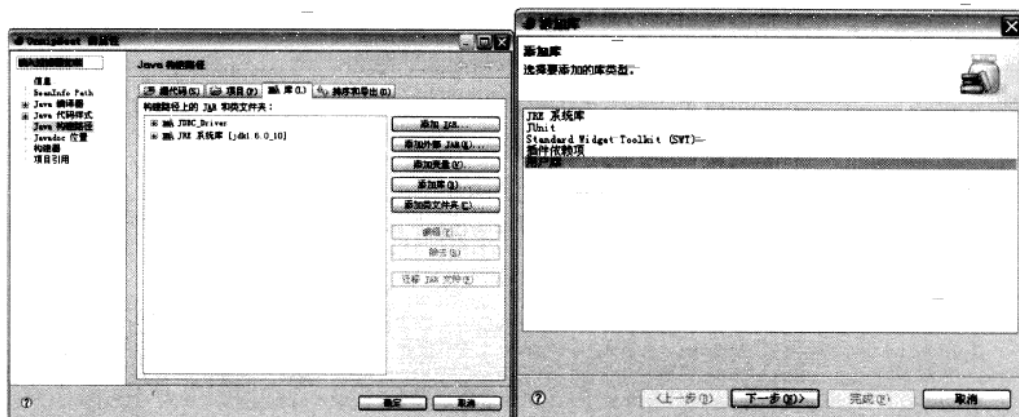 Java 构建路径
信息
BeanInfo Path
Java 编译器
Java 代码样式
Java 构建路径
Javadoc 位置
构建器
项目引用
源代码(S) 项目(P) 库(L) 排序和导出(O)
构建路径上的 JAR 和类文件夹：
JDBC_Driver
JRE 系统库 [jdk1.6.0_10]
添加 JAR...
添加外部 JAR(X)...
添加变量(V)...
添加库(B)...
添加类文件夹(C)...
编辑(E)...
除去(R)
迁移 JAR 文件(F)
确定
取消
添加库
添加库
选择要添加的库类型。
JRE 系统库
JUnit
Standard Widget Toolkit (SWT)
插件依赖项
用户库
<上一步(B)
下一步(N)>
完成(F)
取消